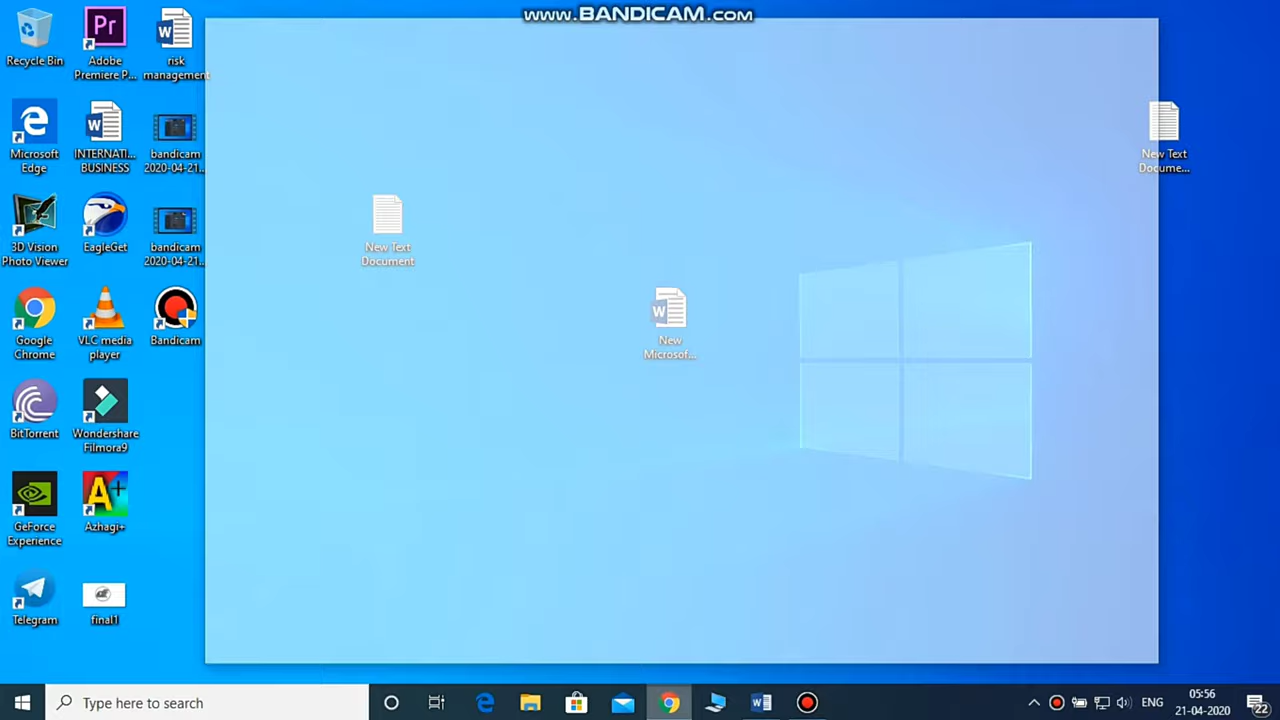 www.BANDICAM.com
Recycle Bin
Pr
Adobe
Premiere P...
W
risk
management
Microsoft
Edge
W
INTERNATI...
BUSINESS
bandicam
2020-04-21...
3D Vision
Photo Viewer
EagleGet
bandicam
2020-04-21...
Google
Chrome
VLC media
player
Bandicam
BitTorrent
Wondershare
Filmora9
GeForce
Experience
A+
Azhagi+
Telegram
final1
New Text
Document
W
New
Microsof...
New Text
Docume...
Type here to search
W
ENG
05:56
21-04-2020
22